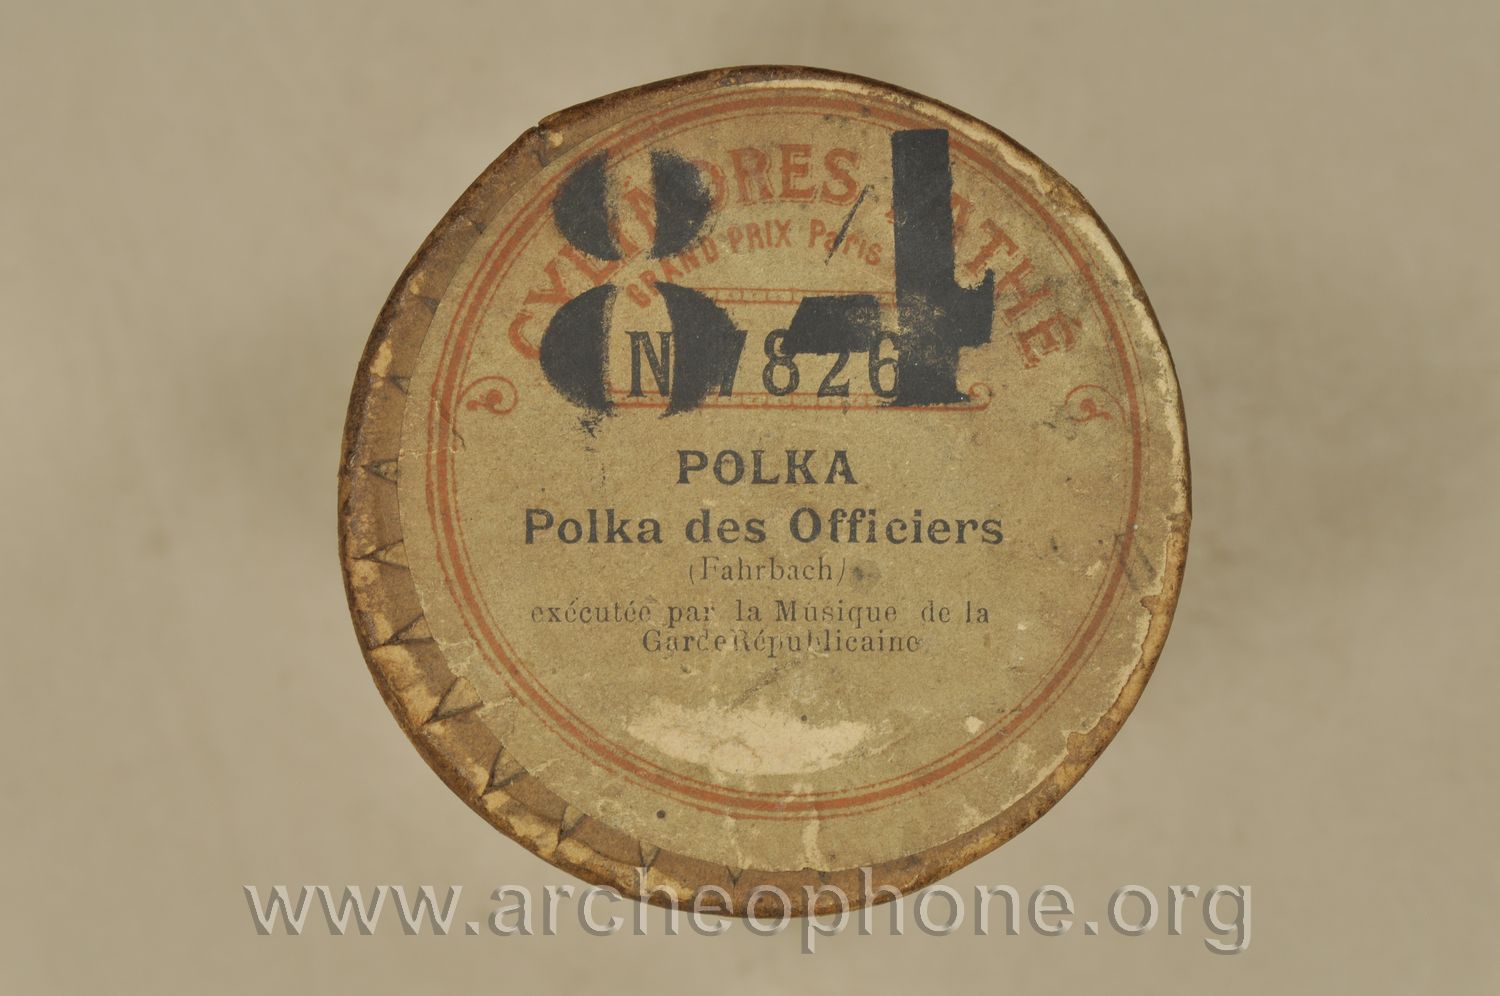 CYLINDRES PATHÉ
GRAND PRIX Paris
84
N 7826
POLKA
Polka des Officiers
(Fahrbach)
exécutée par la Musique de la
Garde Républicaine
www.archeophone.org